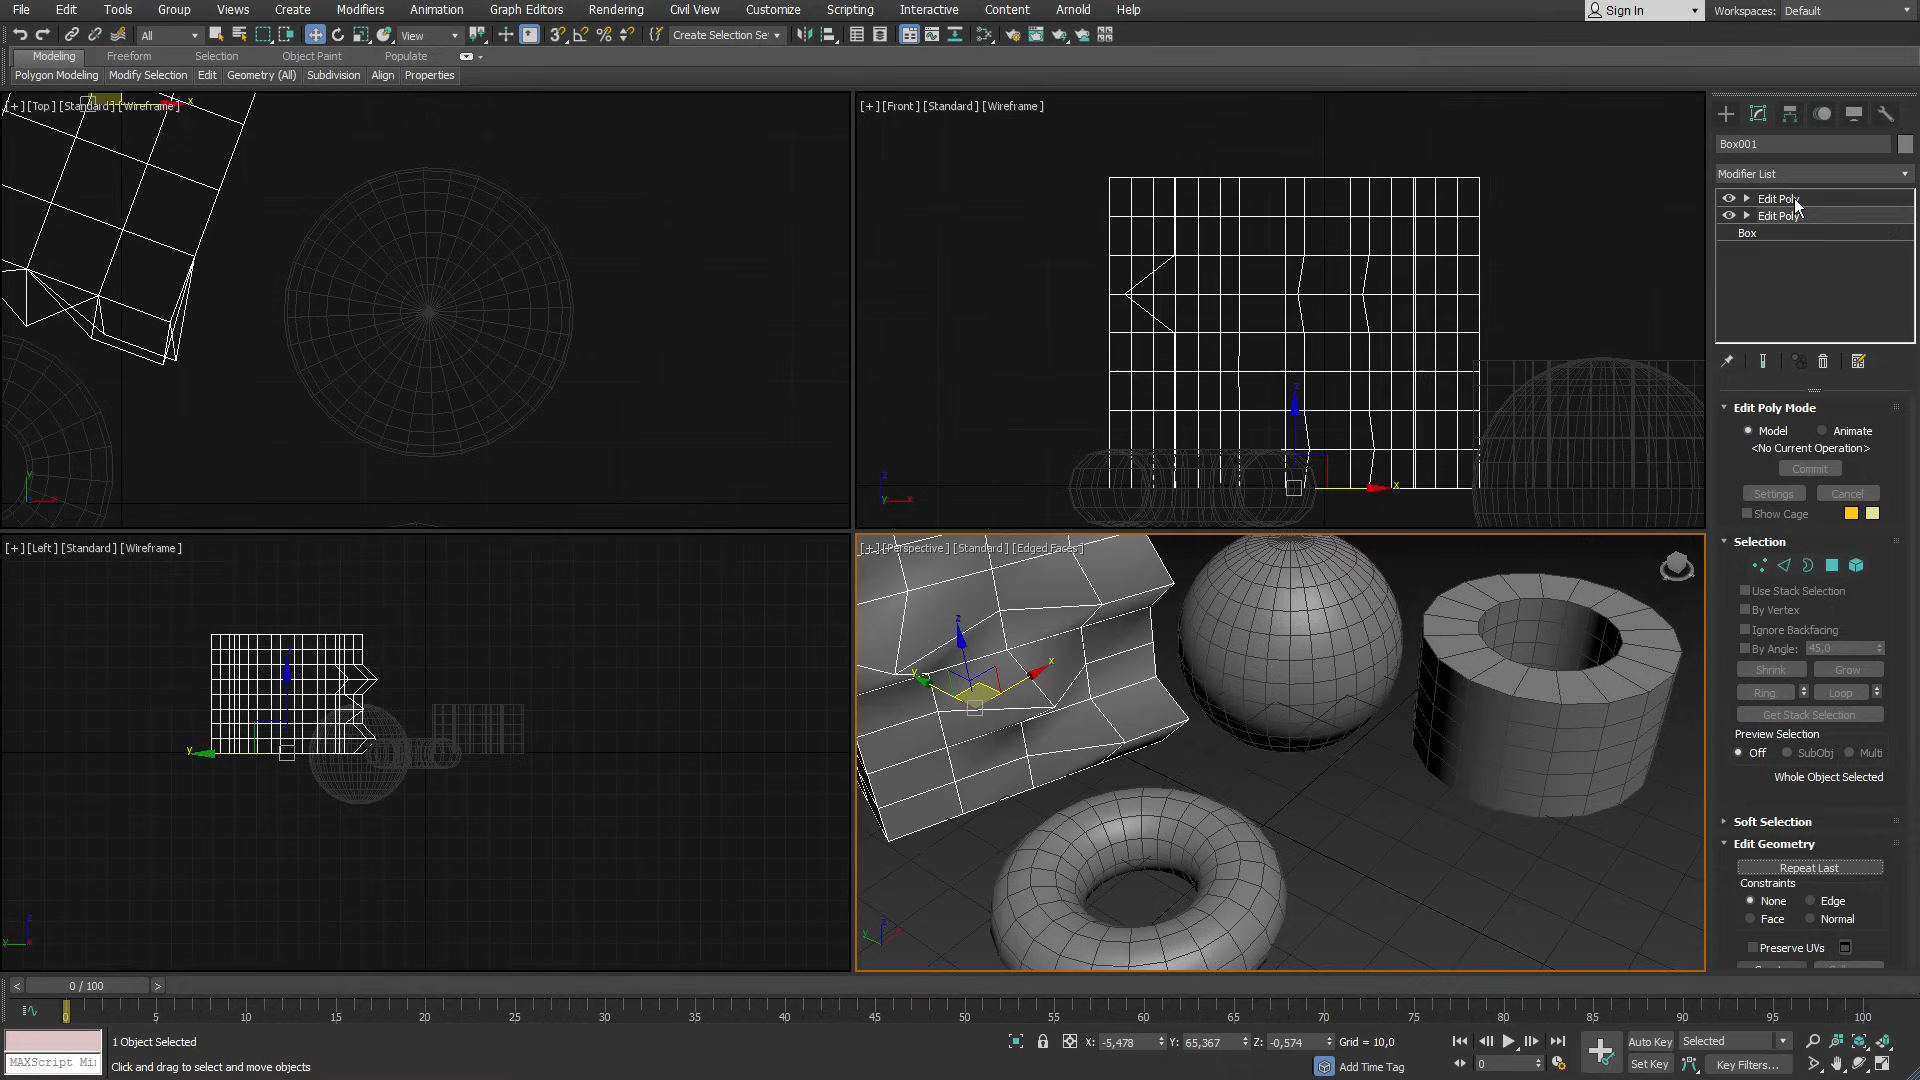 File Edit Tools Group Views Create Modifiers Animation Graph Editors Rendering Civil View Customize Scripting Interactive Content Arnold Help Sign In Workspaces: Default
All View Create Selection Se
Modeling Freeform Selection Object Paint Populate
Polygon Modeling Modify Selection Edit Geometry (All) Subdivision Align Properties
[+] [Top] [Standard] [Wireframe]
x
y
x
[+] [Front] [Standard] [Wireframe]
z
x
z
y
x
[+] [Left] [Standard] [Wireframe]
y
z
y
[+] [Perspective] [Standard] [Edged Faces]
z
x
y
z
y
Box001
Modifier List
Edit Poly
Edit Poly
Box
Edit Poly Mode
Model Animate
<No Current Operation>
Commit
Settings Cancel
Show Cage
Selection
Use Stack Selection
By Vertex
Ignore Backfacing
By Angle: 45,0
Shrink Grow
Ring Loop
Get Stack Selection
Preview Selection
Off SubObj Multi
Whole Object Selected
Soft Selection
Edit Geometry
Repeat Last
Constraints
None Edge
Face Normal
Preserve UVs
< 0 / 100 >
0 5 10 15 20 25 30 35 40 45 50 55 60 65 70 75 80 85 90 95 100
1 Object Selected X: -5,478 Y: 65,367 Z: -0,574 Grid = 10,0 Auto Key Selected
MAXScript Mi Click and drag to select and move objects Add Time Tag 0 Set Key Key Filters...